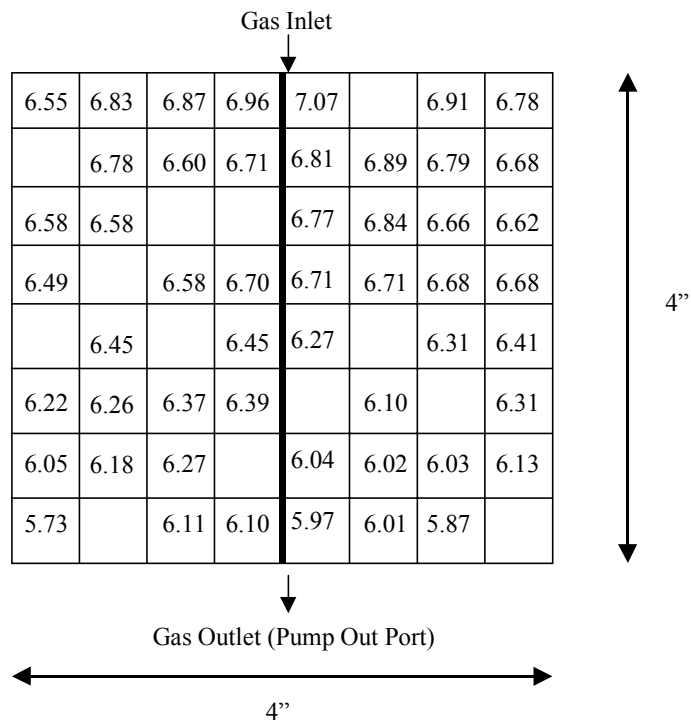 Gas Inlet
6.55 6.83 6.87 6.96 7.07 6.91 6.78
6.78 6.60 6.71 6.81 6.89 6.79 6.68
6.58 6.58 6.77 6.84 6.66 6.62
6.49 6.58 6.70 6.71 6.71 6.68 6.68
6.45 6.45 6.27 6.31 6.41
6.22 6.26 6.37 6.39 6.10 6.31
6.05 6.18 6.27 6.04 6.02 6.03 6.13
5.73 6.11 6.10 5.97 6.01 5.87
4”
Gas Outlet (Pump Out Port)
4”